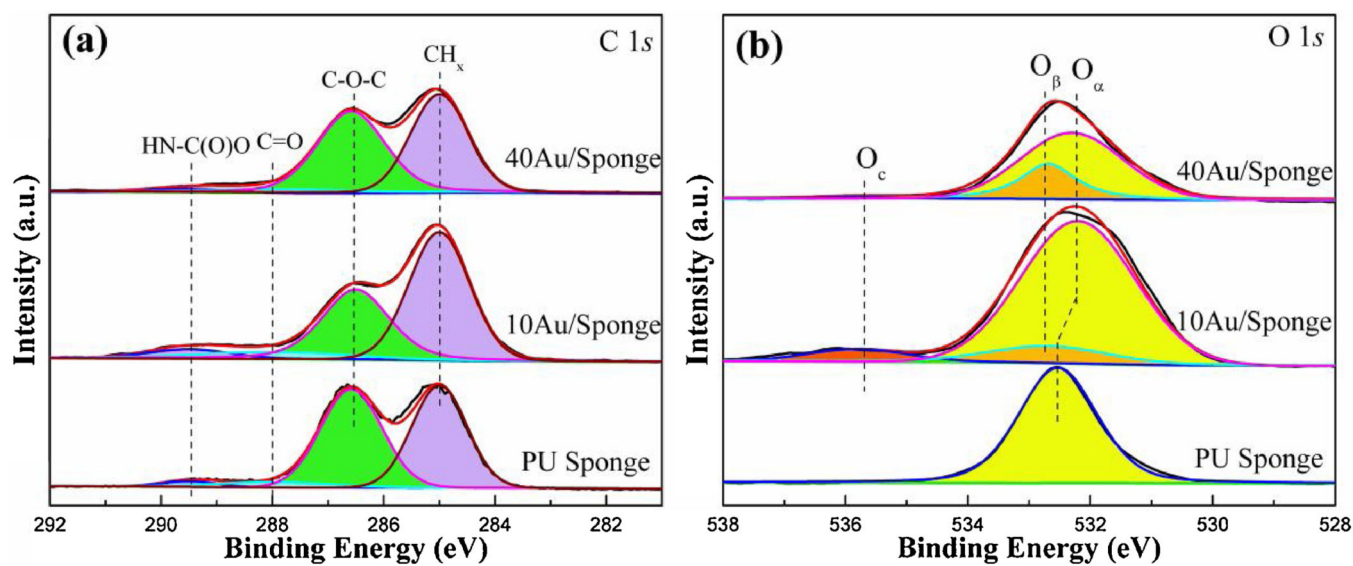 (a)
C 1s
CHx
C-O-C
HN-C(O)O
C=O
40Au/Sponge
10Au/Sponge
PU Sponge
Intensity (a.u.)
292 290 288 286 284 282
Binding Energy (eV)
(b)
O 1s
Oβ
Oα
Oc
40Au/Sponge
10Au/Sponge
PU Sponge
Intensity (a.u.)
538 536 534 532 530 528
Binding Energy (eV)